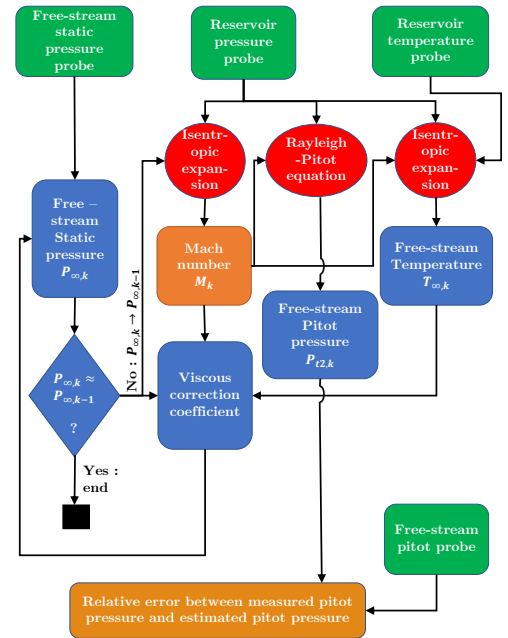 Free-stream
static
pressure
probe
Reservoir
pressure
probe
Reservoir
temperature
probe
Isentr-
opic
expan-
sion
Rayleigh
-Pitot
equation
Isentr-
opic
expan-
sion
Free –
stream
Static
pressure
P∞,k
Mach
number
M_k
Free-stream
Temperature
T∞,k
Free-stream
Pitot
pressure
P_t2,k
No : P∞,k → P∞,k−1
P∞,k ≈
P∞,k−1
?
Viscous
correction
coefficient
Yes :
end
Free-stream
pitot probe
Relative error between measured pitot
pressure and estimated pitot pressure